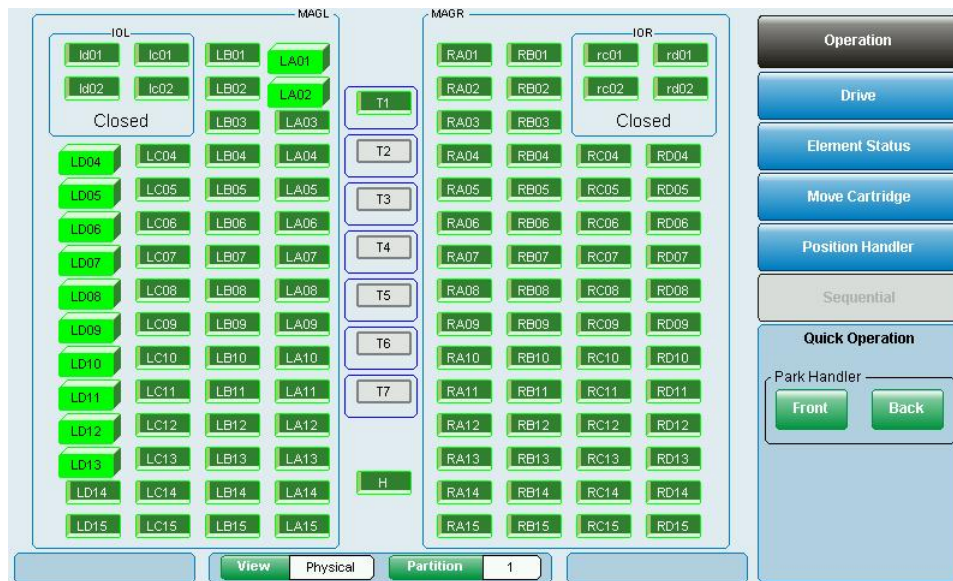 MAGL MAGR
IOL IOR
ld01 lc01 LB01 LA01 RA01 RB01 rc01 rd01 Operation
ld02 lc02 LB02 LA02 T1 RA02 RB02 rc02 rd02 Drive
Closed LB03 LA03 RA03 RB03 Closed
LD04 LC04 LB04 LA04 T2 RA04 RB04 RC04 RD04 Element Status
LD05 LC05 LB05 LA05 T3 RA05 RB05 RC05 RD05 Move Cartridge
LD06 LC06 LB06 LA06 RA06 RB06 RC06 RD06
LD07 LC07 LB07 LA07 T4 RA07 RB07 RC07 RD07 Position Handler
LD08 LC08 LB08 LA08 T5 RA08 RB08 RC08 RD08 Sequential
LD09 LC09 LB09 LA09 T6 RA09 RB09 RC09 RD09 Quick Operation
LD10 LC10 LB10 LA10 RA10 RB10 RC10 RD10 Park Handler
LD11 LC11 LB11 LA11 T7 RA11 RB11 RC11 RD11 Front Back
LD12 LC12 LB12 LA12 RA12 RB12 RC12 RD12
LD13 LC13 LB13 LA13 RA13 RB13 RC13 RD13
LD14 LC14 LB14 LA14 H RA14 RB14 RC14 RD14
LD15 LC15 LB15 LA15 RA15 RB15 RC15 RD15
View Physical Partition 1